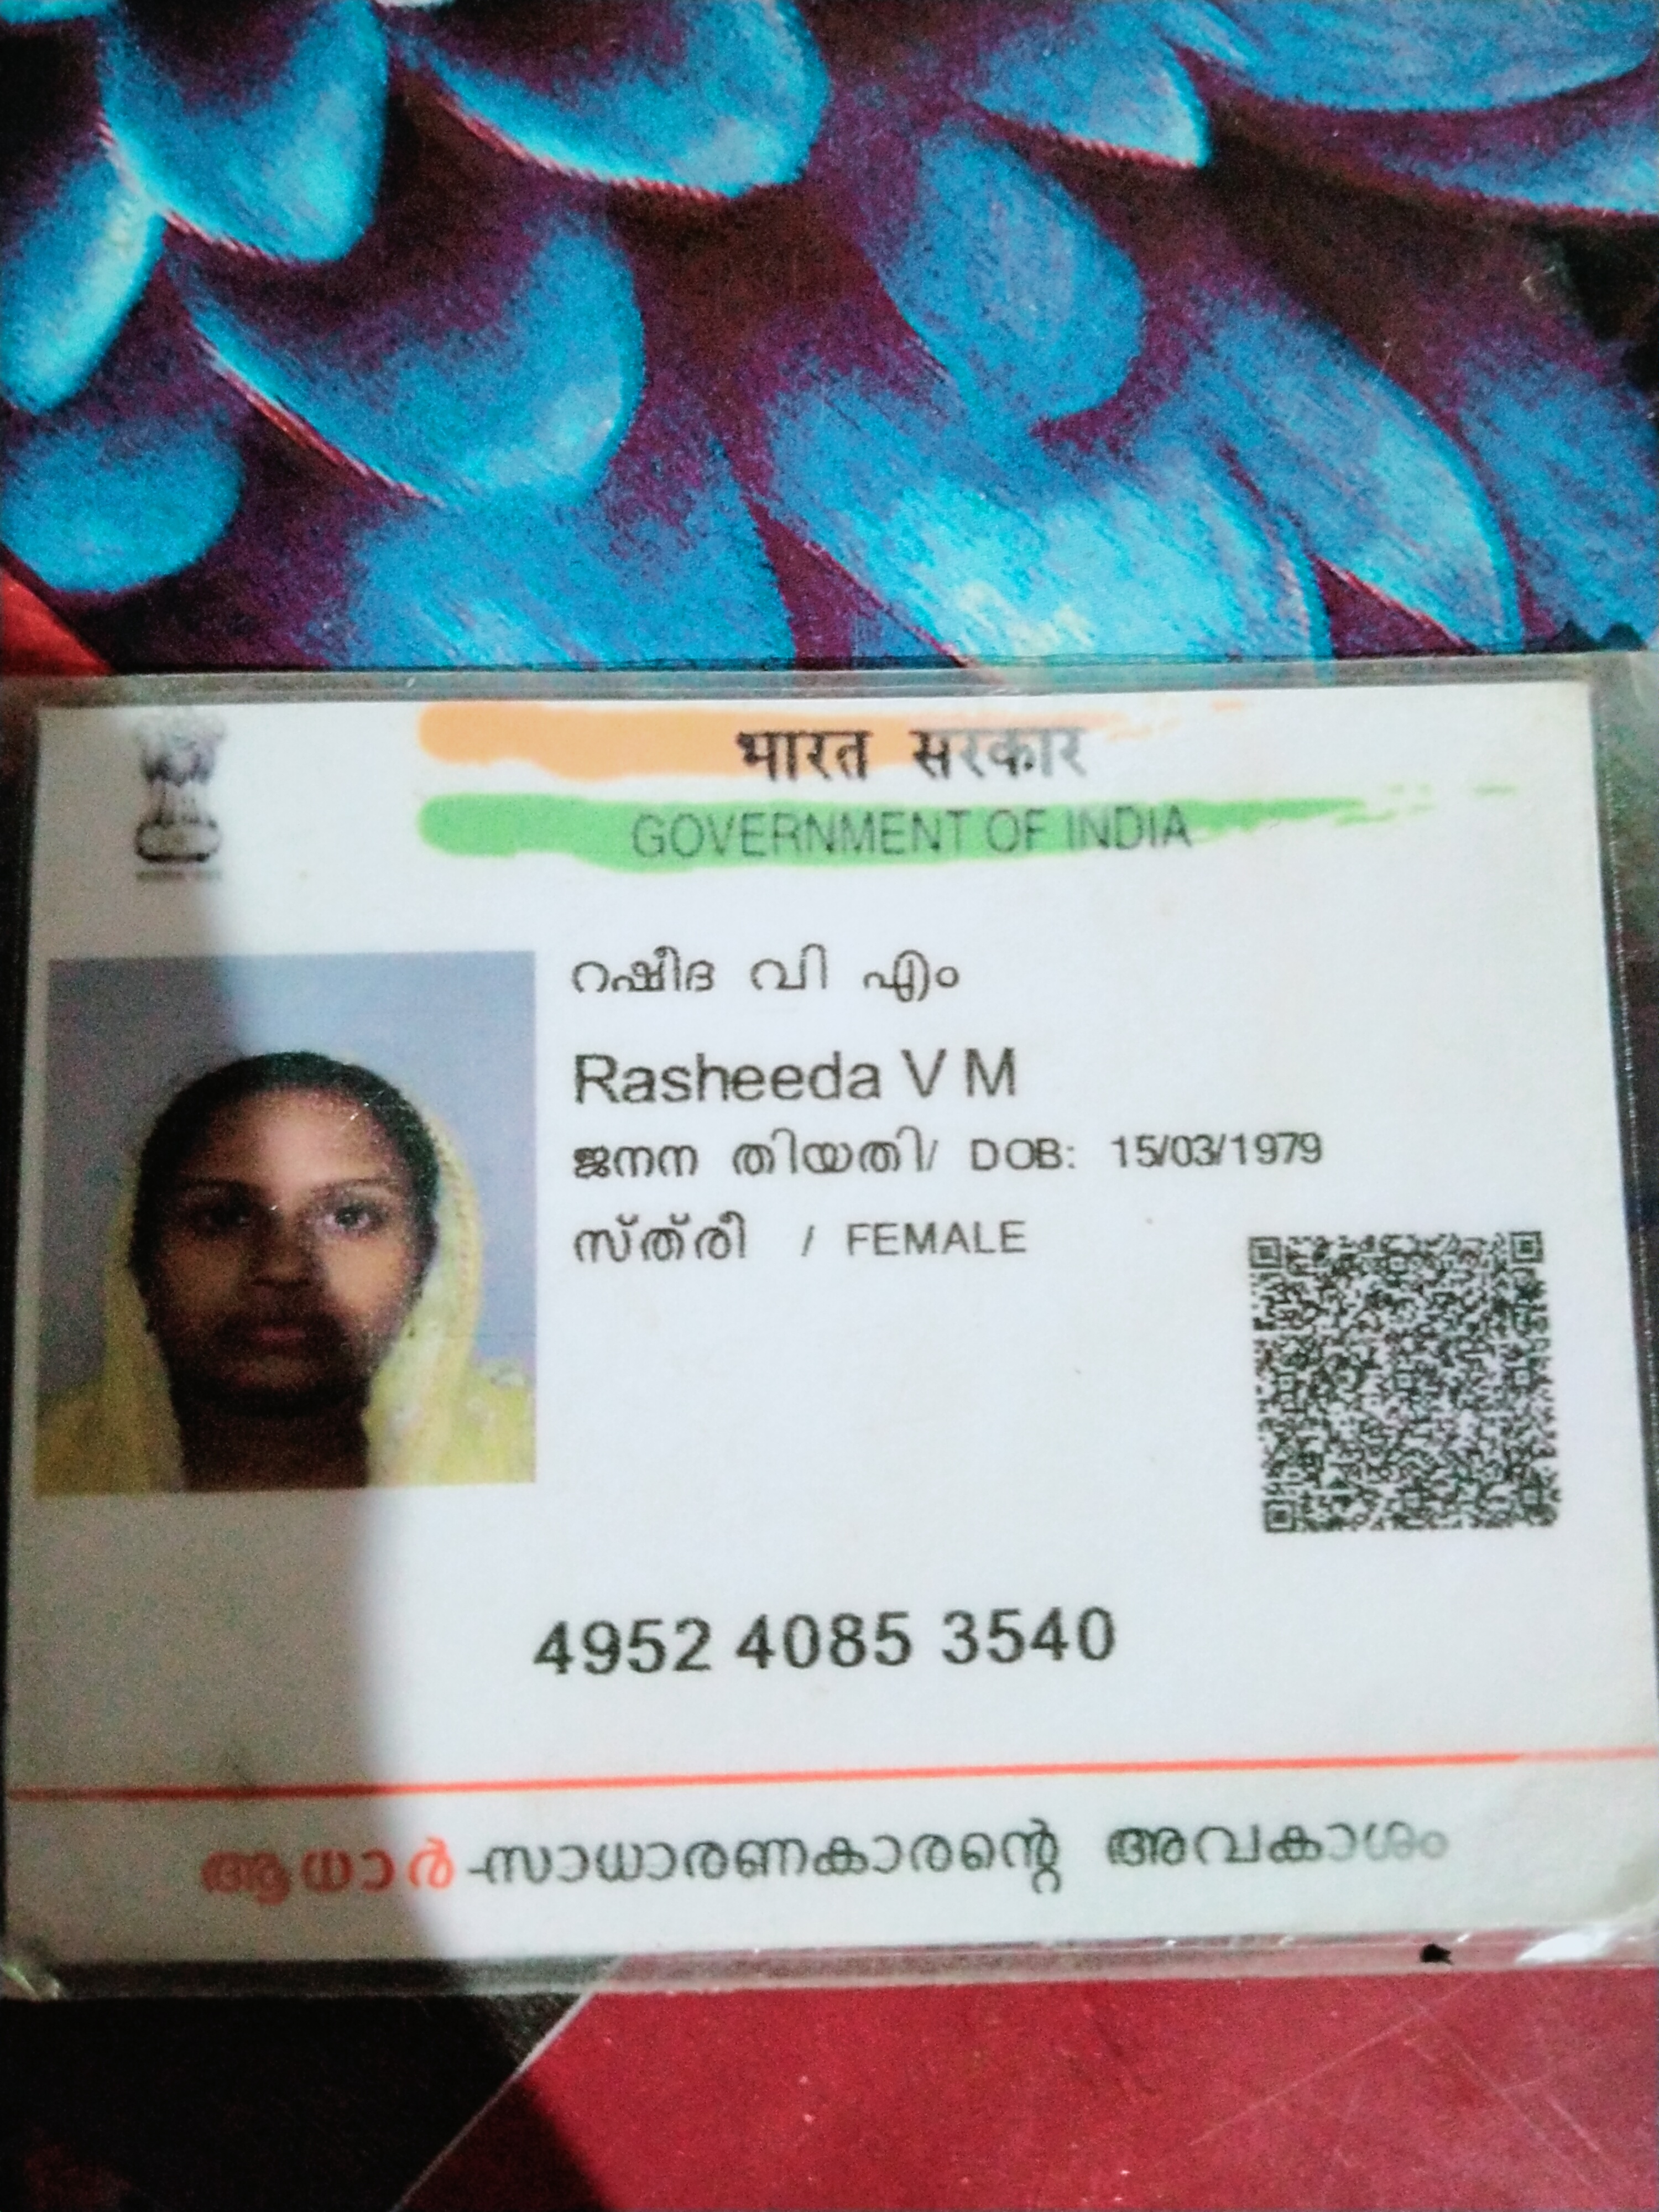 भारत सरकार
GOVERNMENT OF INDIA
റഷീദ വി എം
Rasheeda V M
ജനന തിയതി/ DOB: 15/03/1979
സ്ത്രീ / FEMALE
4952 4085 3540
ആധാർ-സാധാരണകാരന്റെ അവകാശം